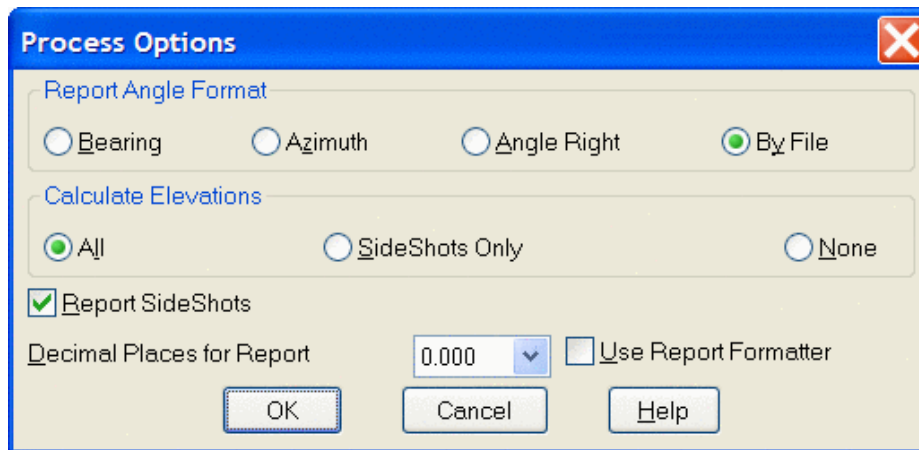 Process Options
Report Angle Format
Bearing Azimuth Angle Right By File
Calculate Elevations
All SideShots Only None
Report SideShots
Decimal Places for Report 0.000 Use Report Formatter
OK Cancel Help